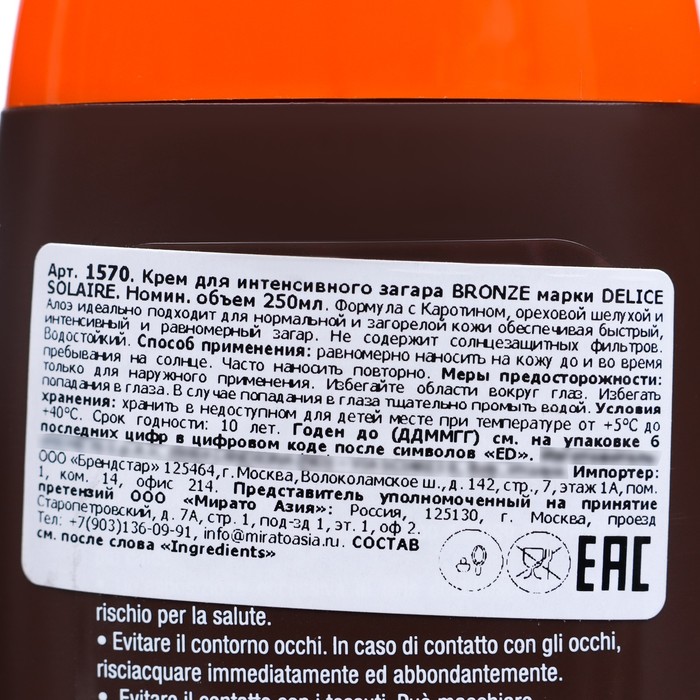 Арт. 1570. Крем для интенсивного загара BRONZE марки DELICE
SOLAIRE. Номин. объем 250мл. Формула с Каротином, ореховой шелухой и
Алоэ идеально подходит для нормальной и загорелой кожи обеспечивая быстрый,
интенсивный и равномерный загар. Не содержит солнцезащитных фильтров.
Водостойкий. Способ применения: равномерно наносить на кожу до и во время
пребывания на солнце. Часто наносить повторно. Меры предосторожности:
только для наружного применения. Избегайте области вокруг глаз. Избегать
попадания в глаза. В случае попадания в глаза тщательно промыть водой. Условия
хранения: хранить в недоступном для детей месте при температуре от +5°C до
+40°C. Срок годности: 10 лет. Годен до (ДДММГГ) см. на упаковке 6
последних цифр в цифровом коде после символов «ED».
Импортер:
ООО «Брендстар» 125464, г. Москва, Волоколамское ш., д. 142, стр., 7, этаж 1А, пом.
1, ком. 14, офис 214. Представитель уполномоченный на принятие
претензий ООО «Мирато Азия»: Россия, 125130, г. Москва, проезд
Старопетровский, д. 7А, стр. 1, под-зд 1, эт. 1, оф 2.
Тел: +7(903)136-09-91, info@miratoasia.ru. СОСТАВ
см. после слова «Ingredients»
EAC
rischio per la salute.
• Evitare il contorno occhi. In caso di contatto con gli occhi,
risciacquare immediatamente ed abbondantemente.
• Evitare il contatto con i tessuti. Può macchiare